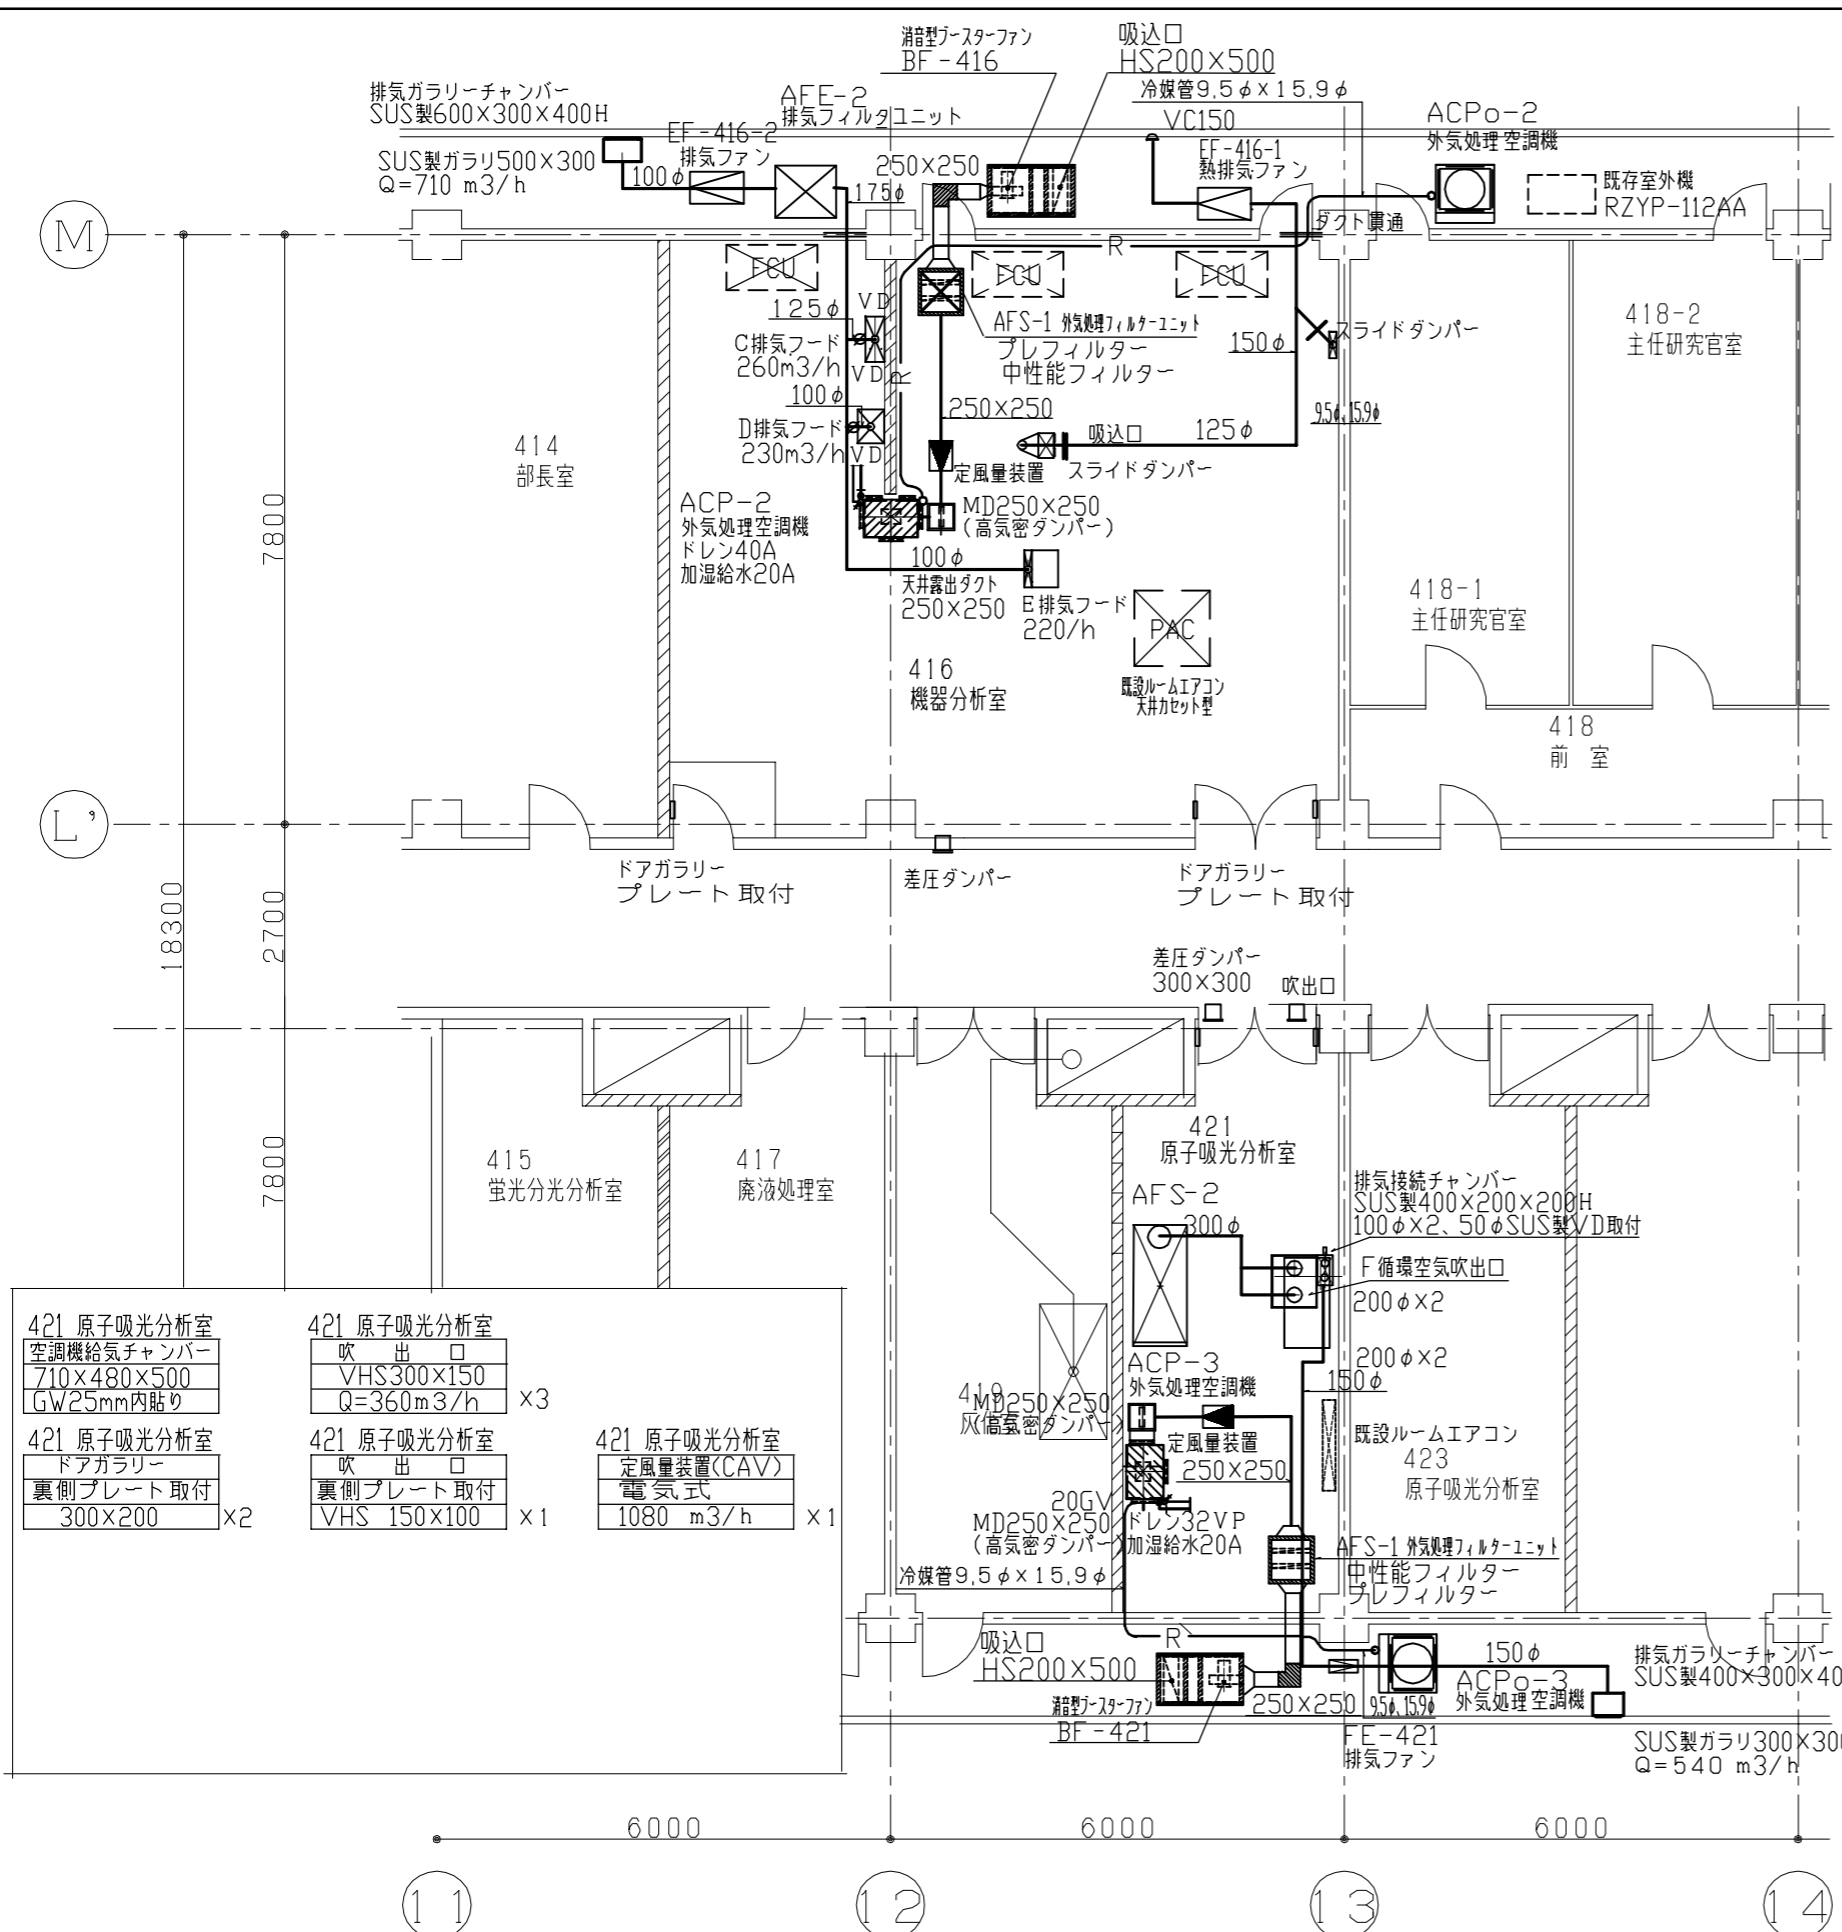 消音型ブースターファン
BF-416
吸込口
HS200×500
冷媒管9,5φ×15,9φ
排気ガラリーチャンバー
SUS製600×300×400H
AFE-2
排気フィルタユニット
EF-416-2
排気ファン
SUS製ガラリ500×300
Q=710 m3/h
100φ
175φ
250×250
VC150
EF-416-1
熱排気ファン
ACPo-2
外気処理空調機
既存室外機
RZYP-112AA
ダクト貫通
M
R
FCU
FCU
FCU
125φ
VD
C排気フード
260m3/h
VD
R
AFS-1 外気処理フィルターユニット
プレフィルター
中性能フィルター
150φ
スライドダンパー
418-2
主任研究官室
100φ
D排気フード
230m3/h
VD
250×250
吸込口
125φ
9.5φ,15.9φ
定風量装置
スライドダンパー
414
部長室
ACP-2
外気処理空調機
ドレン40A
加湿給水20A
MD250×250
(高気密ダンパー)
100φ
天井露出ダクト
250×250
E排気フード
220/h
PAC
既設ルームエアコン
天井カセット型
416
機器分析室
418-1
主任研究官室
418
前 室
7800
L'
ドアガラリー
プレート取付
差圧ダンパー
ドアガラリー
プレート取付
18300
2700
差圧ダンパー
300×300
吹出口
7800
415
蛍光分光分析室
417
廃液処理室
421
原子吸光分析室
AFS-2
300φ
排気接続チャンバー
SUS製400×200×200H
100φ×2、50φSUS製VD取付
F循環空気吹出口
200φ×2
200φ×2
150φ
ACP-3
外気処理空調機
MD250×250
(高気密ダンパー)
定風量装置
250×250
既設ルームエアコン
423
原子吸光分析室
20GV
MD250×250
(高気密ダンパー)
ドレン32VP
加湿給水20A
冷媒管9,5φ×15,9φ
AFS-1 外気処理フィルターユニット
中性能フィルター
プレフィルター
R
吸込口
HS200×500
消音型ブースターファン
BF-421
250×250
9.5φ,15.9φ
150φ
ACPo-3
外気処理空調機
FE-421
排気ファン
排気ガラリーチャンバー
SUS製400×300×40
SUS製ガラリ300×300
Q=540 m3/h
421 原子吸光分析室
空調機給気チャンバー
710×480×500
GW25mm内貼り
421 原子吸光分析室
吹 出 口
VHS300×150
Q=360m3/h
×3
421 原子吸光分析室
ドアガラリー
裏側プレート取付
300×200
×2
421 原子吸光分析室
吹 出 口
裏側プレート取付
VHS 150×100
×1
421 原子吸光分析室
定風量装置(CAV)
電気式
1080 m3/h
×1
6000
6000
6000
11
12
13
14